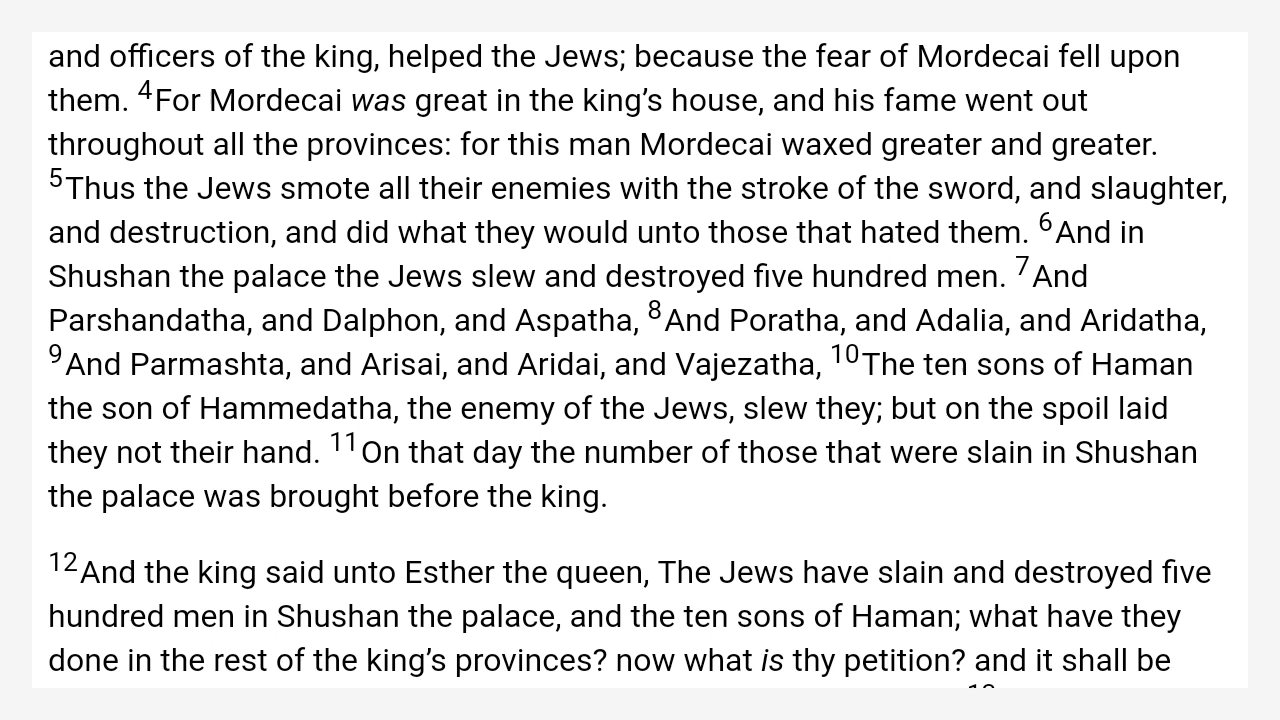 and officers of the king, helped the Jews; because the fear of Mordecai fell upon
them. 4For Mordecai was great in the king’s house, and his fame went out
throughout all the provinces: for this man Mordecai waxed greater and greater.
5Thus the Jews smote all their enemies with the stroke of the sword, and slaughter,
and destruction, and did what they would unto those that hated them. 6And in
Shushan the palace the Jews slew and destroyed five hundred men. 7And
Parshandatha, and Dalphon, and Aspatha, 8And Poratha, and Adalia, and Aridatha,
9And Parmashta, and Arisai, and Aridai, and Vajezatha, 10The ten sons of Haman
the son of Hammedatha, the enemy of the Jews, slew they; but on the spoil laid
they not their hand. 11On that day the number of those that were slain in Shushan
the palace was brought before the king.
12And the king said unto Esther the queen, The Jews have slain and destroyed five
hundred men in Shushan the palace, and the ten sons of Haman; what have they
done in the rest of the king’s provinces? now what is thy petition? and it shall be